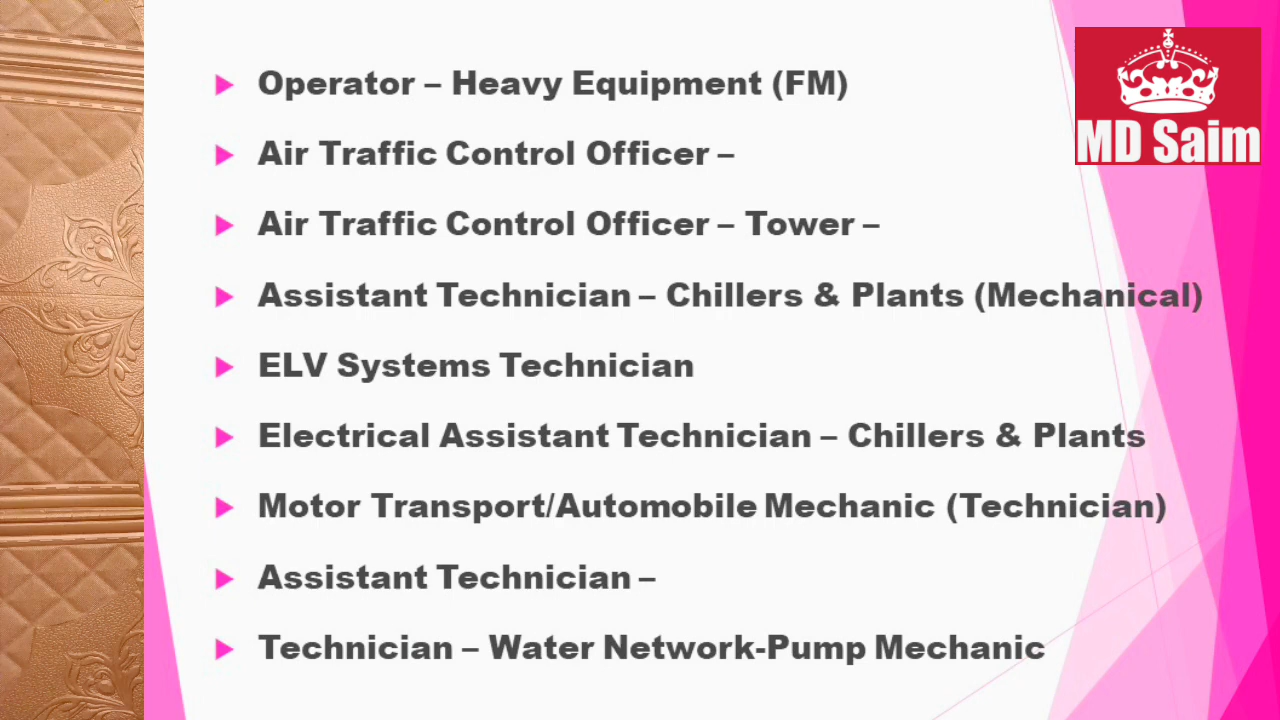 Operator – Heavy Equipment (FM)
MD Saim
Air Traffic Control Officer –
Air Traffic Control Officer – Tower –
Assistant Technician – Chillers & Plants (Mechanical)
ELV Systems Technician
Electrical Assistant Technician – Chillers & Plants
Motor Transport/Automobile Mechanic (Technician)
Assistant Technician –
Technician – Water Network-Pump Mechanic